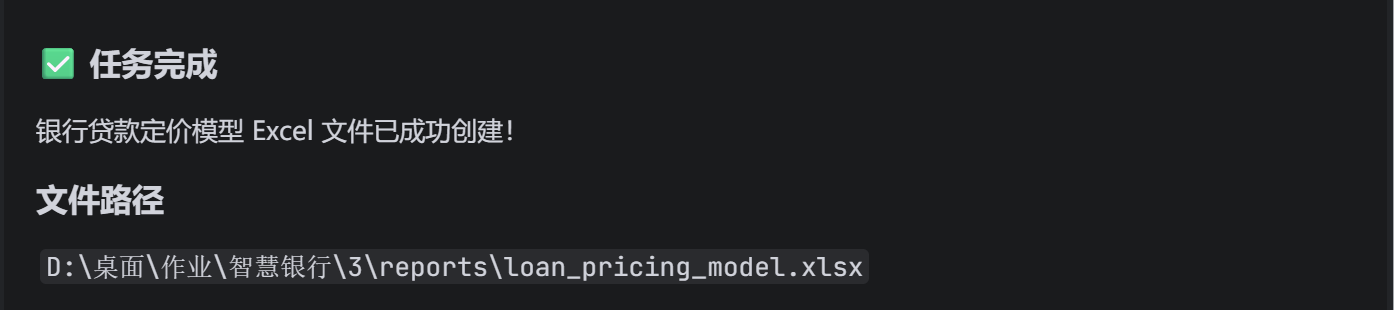 ✅ 任务完成
银行贷款定价模型 Excel 文件已成功创建！
文件路径
D:\桌面\作业\智慧银行\3\reports\loan_pricing_model.xlsx